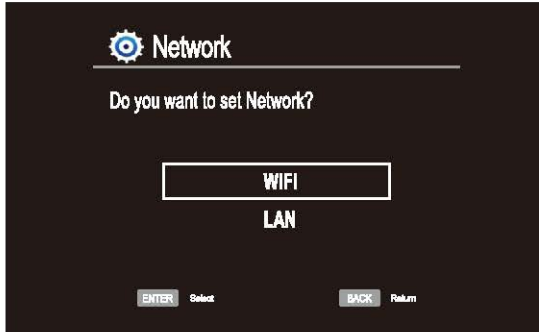 Network
Do you want to set Network?
WIFI
LAN
ENTER Select BACK Return